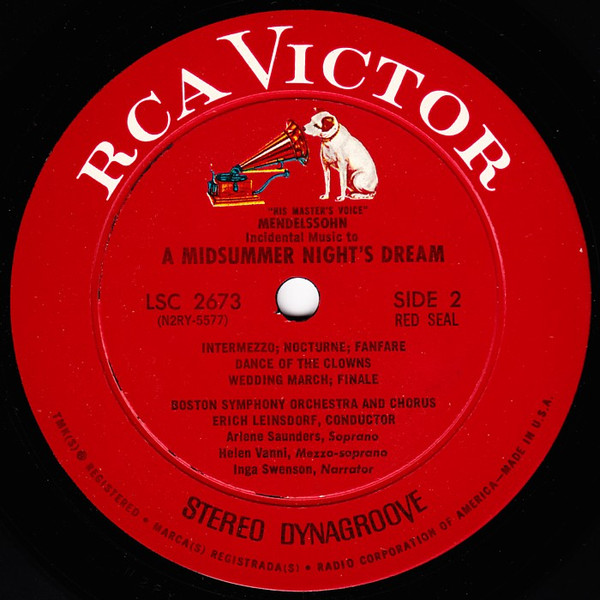 RCA VICTOR
"HIS MASTER'S VOICE"
MENDELSSOHN
Incidental Music to
A MIDSUMMER NIGHT'S DREAM
LSC 2673
(N2RY-5577)
SIDE 2
RED SEAL
INTERMEZZO; NOCTURNE; FANFARE
DANCE OF THE CLOWNS
WEDDING MARCH; FINALE
BOSTON SYMPHONY ORCHESTRA AND CHORUS
ERICH LEINSDORF, CONDUCTOR
Arlene Saunders, Soprano
Helen Vanni, Mezzo-soprano
Inga Swenson, Narrator
STEREO DYNAGROOVE
TMK(S) ® REGISTERED • MARCA(S) REGISTRADA(S) • RADIO CORPORATION OF AMERICA—MADE IN U.S.A.